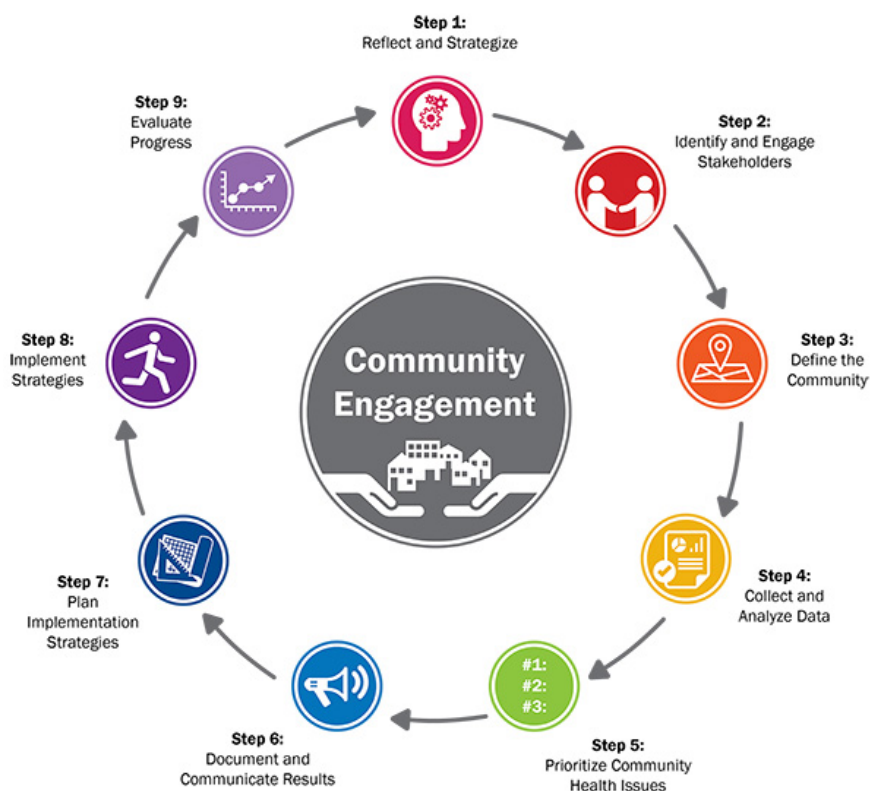 Step 1:
Reflect and Strategize
Step 2:
Identify and Engage
Stakeholders
Step 3:
Define the
Community
Step 4:
Collect and
Analyze Data
#1:
#2:
#3:
Step 5:
Prioritize Community
Health Issues
Step 6:
Document and
Communicate Results
Step 7:
Plan
Implementation
Strategies
Step 8:
Implement
Strategies
Step 9:
Evaluate
Progress
Community
Engagement